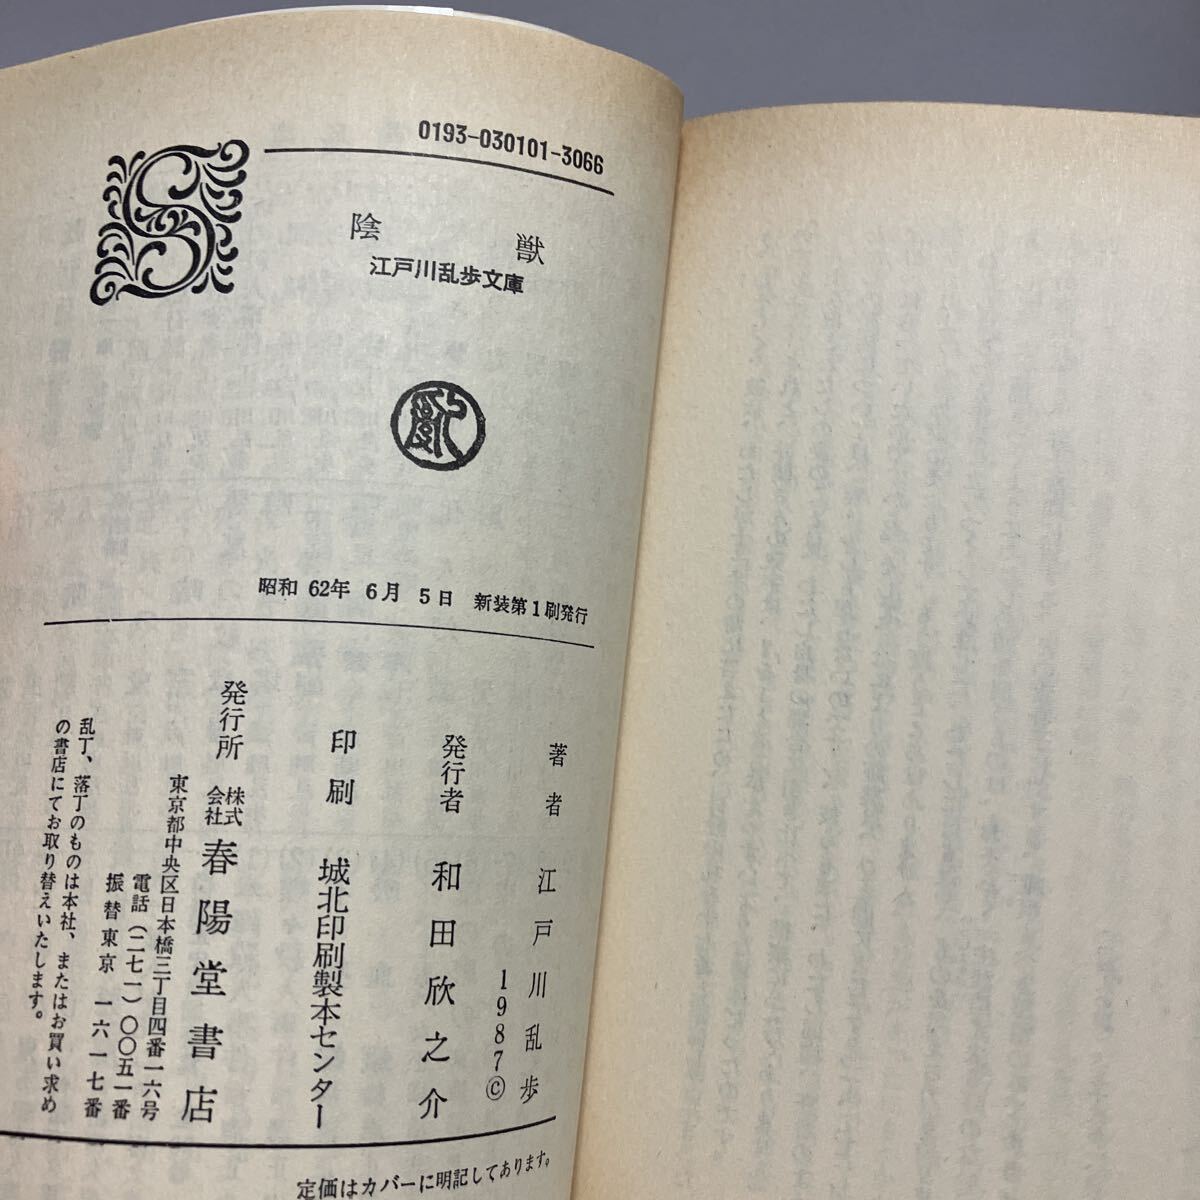 0193-030101-3066
陰獣
江戸川乱歩文庫
乱
昭和 62年 6月 5日 新装第1刷発行
著者 江戸川乱歩
1987©
発行者 和田欣之介
印刷 城北印刷製本センター
発行所 株式会社 春陽堂書店
東京都中央区日本橋三丁目四番一六号
電話(二七一)〇〇五一番
振替東京 一六一七番
乱丁、落丁のものは本社、またはお買い求め
の書店にてお取り替えいたします。
定価はカバーに明記してあります。